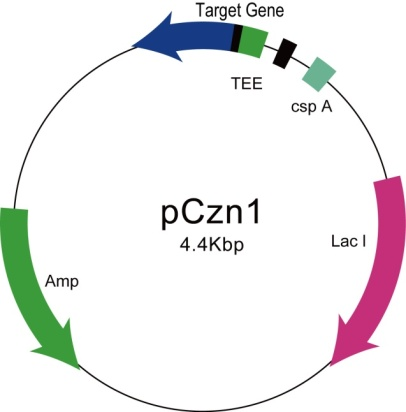 Target Gene
TEE
csp A
pCzn1
4.4Kbp
Lac I
Amp